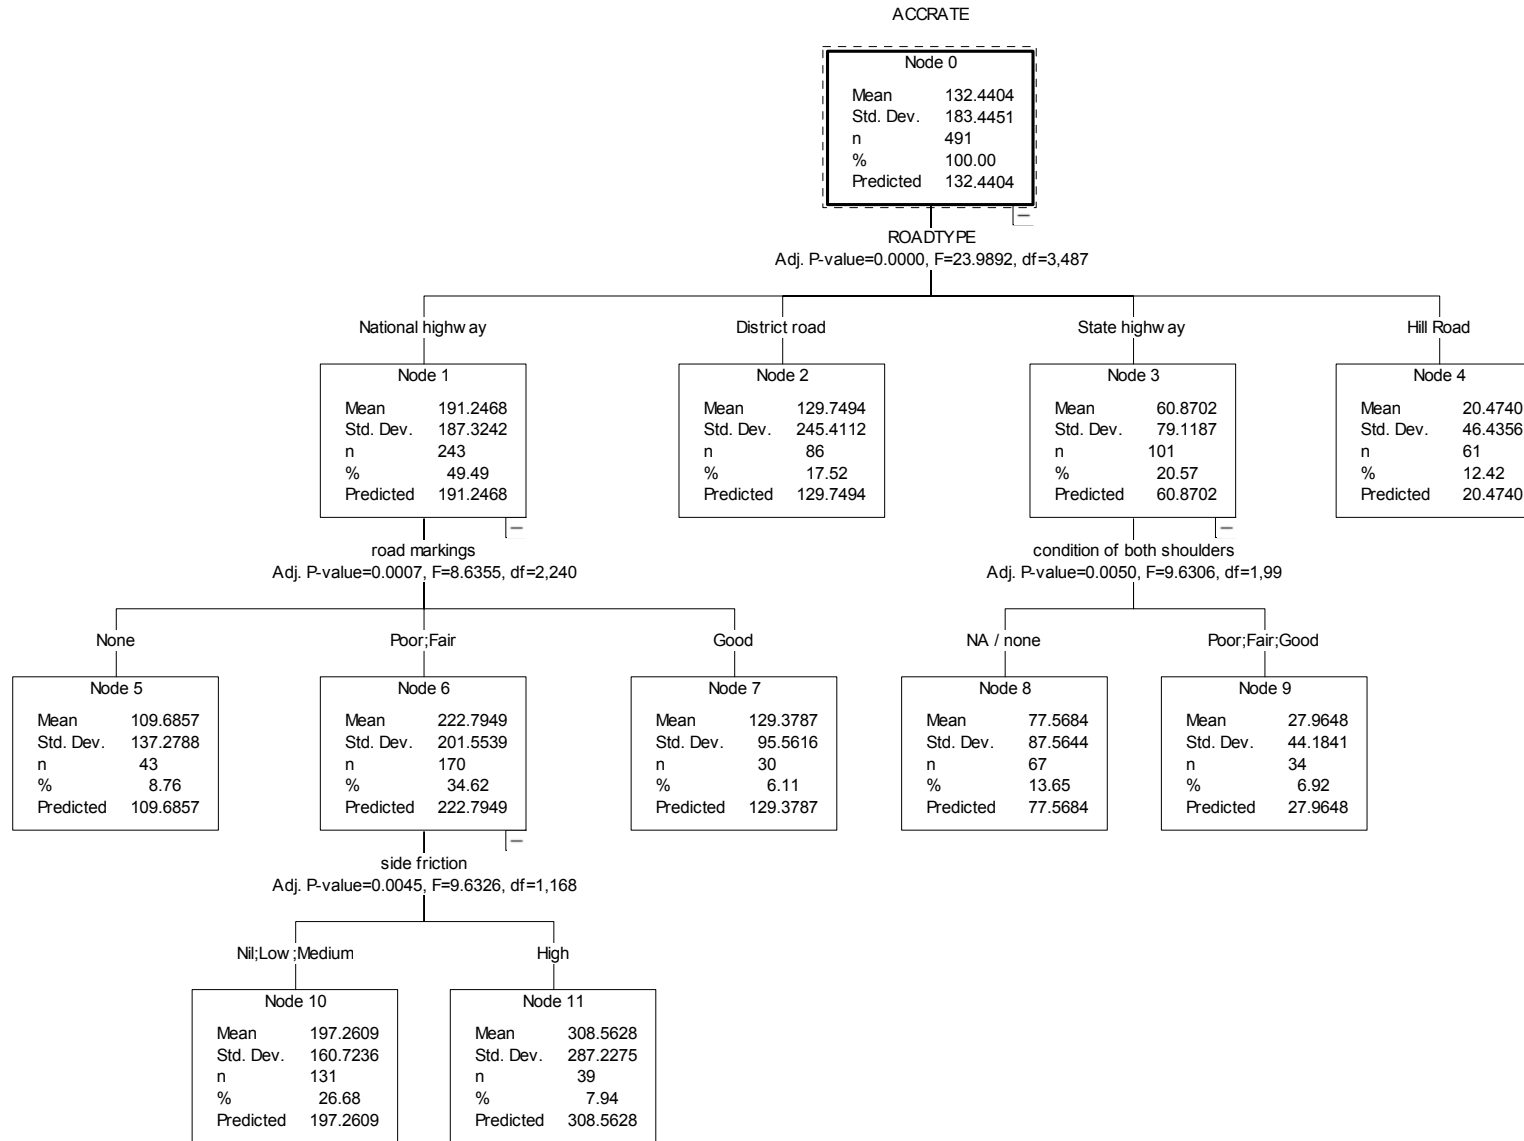 ACCRATE
Node 0
Mean 132.4404
Std. Dev. 183.4451
n 491
% 100.00
Predicted 132.4404
ROADTYPE
Adj. P-value=0.0000, F=23.9892, df=3,487
National highway
District road
State highway
Hill Road
Node 1
Mean 191.2468
Std. Dev. 187.3242
n 243
% 49.49
Predicted 191.2468
Node 2
Mean 129.7494
Std. Dev. 245.4112
n 86
% 17.52
Predicted 129.7494
Node 3
Mean 60.8702
Std. Dev. 79.1187
n 101
% 20.57
Predicted 60.8702
Node 4
Mean 20.4740
Std. Dev. 46.4356
n 61
% 12.42
Predicted 20.4740
road markings
Adj. P-value=0.0007, F=8.6355, df=2,240
condition of both shoulders
Adj. P-value=0.0050, F=9.6306, df=1,99
None
Poor;Fair
Good
NA / none
Poor;Fair;Good
Node 5
Mean 109.6857
Std. Dev. 137.2788
n 43
% 8.76
Predicted 109.6857
Node 6
Mean 222.7949
Std. Dev. 201.5539
n 170
% 34.62
Predicted 222.7949
Node 7
Mean 129.3787
Std. Dev. 95.5616
n 30
% 6.11
Predicted 129.3787
Node 8
Mean 77.5684
Std. Dev. 87.5644
n 67
% 13.65
Predicted 77.5684
Node 9
Mean 27.9648
Std. Dev. 44.1841
n 34
% 6.92
Predicted 27.9648
side friction
Adj. P-value=0.0045, F=9.6326, df=1,168
Nil;Low;Medium
High
Node 10
Mean 197.2609
Std. Dev. 160.7236
n 131
% 26.68
Predicted 197.2609
Node 11
Mean 308.5628
Std. Dev. 287.2275
n 39
% 7.94
Predicted 308.5628